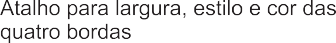 Atalho para largura, estilo e cor das
quatro bordas